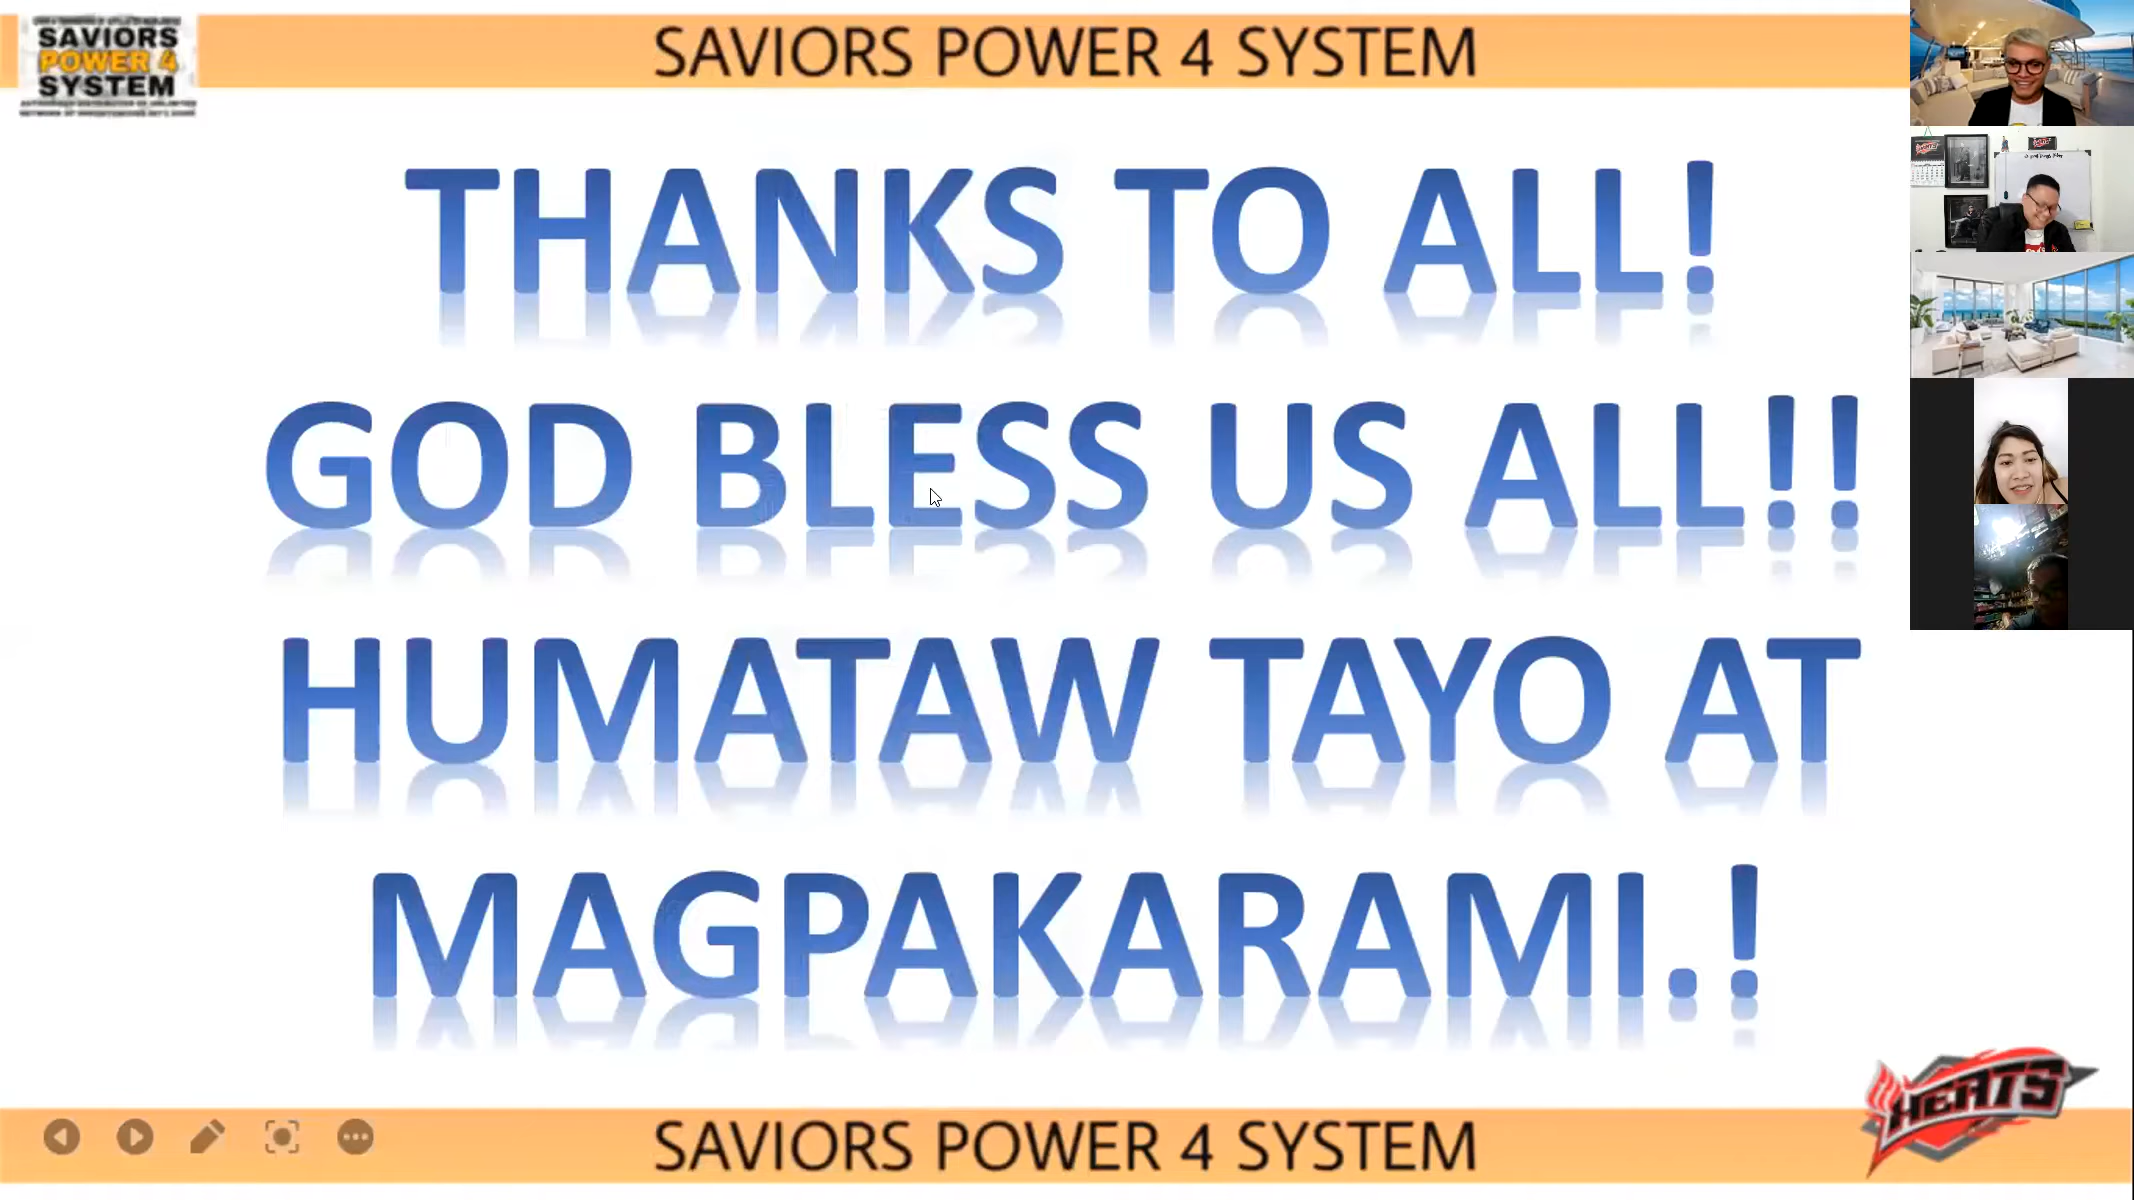 SAVIORS POWER 4 SYSTEM
SAVIORS
POWER 4
SYSTEM
THANKS TO ALL!
GOD BLESS US ALL!!
HUMATAW TAYO AT
MAGPAKARAMI.!
HEATS
SAVIORS POWER 4 SYSTEM